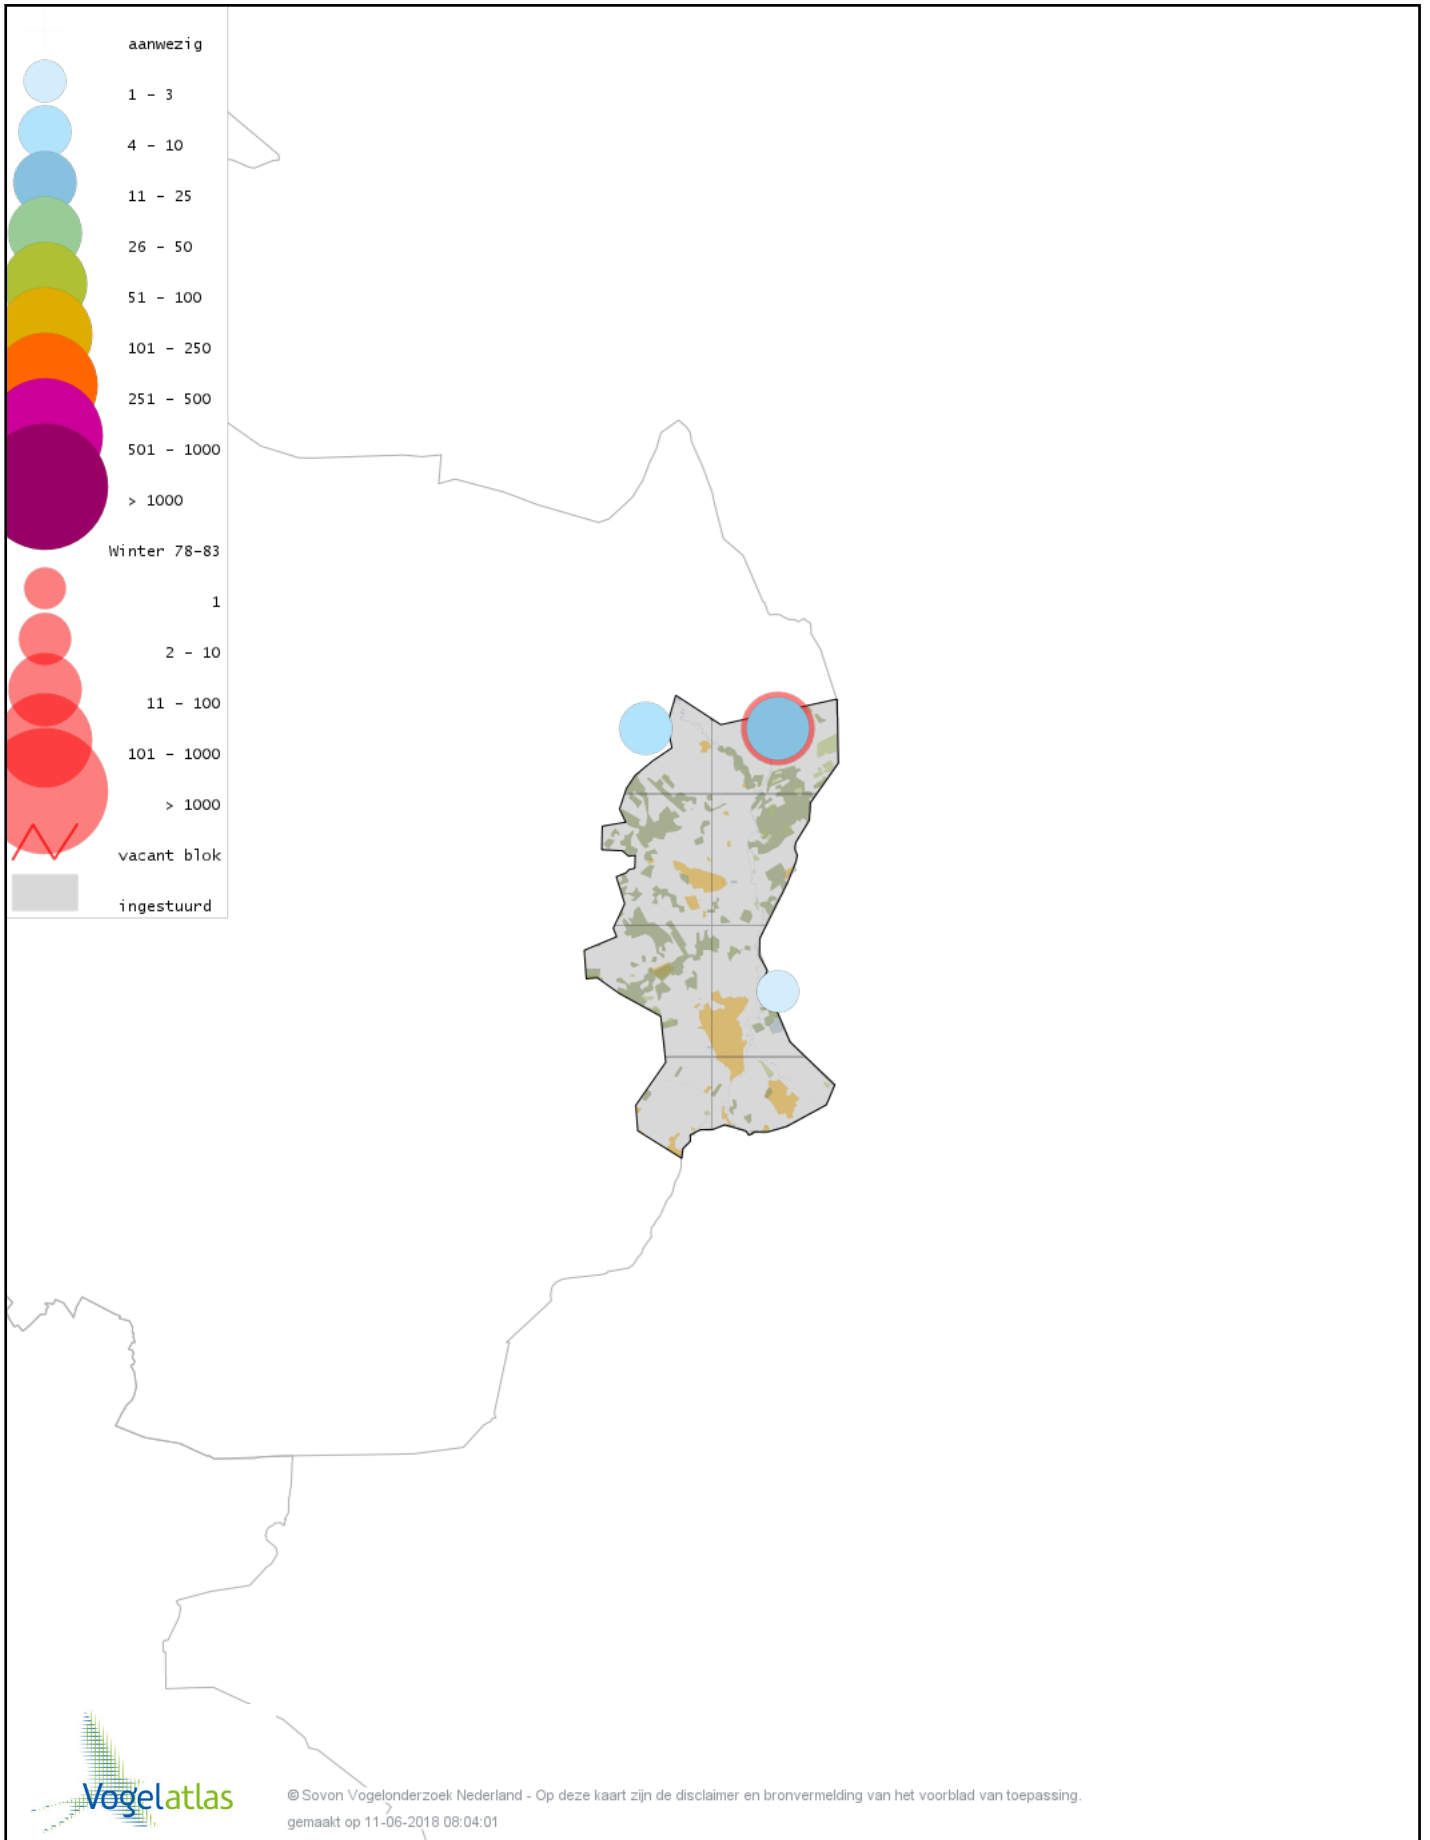 aanwezig
1 - 3
4 - 10
11 - 25
26 - 50
51 - 100
101 - 250
251 - 500
501 - 1000
> 1000
Winter 78-83
1
2 - 10
11 - 100
101 - 1000
> 1000
vacant blok
ingestuurd
Vogelatlas
© Sovon Vogelonderzoek Nederland - Op deze kaart zijn de disclaimer en bronvermelding van het voorblad van toepassing.
gemaakt op 11-06-2018 08:04:01